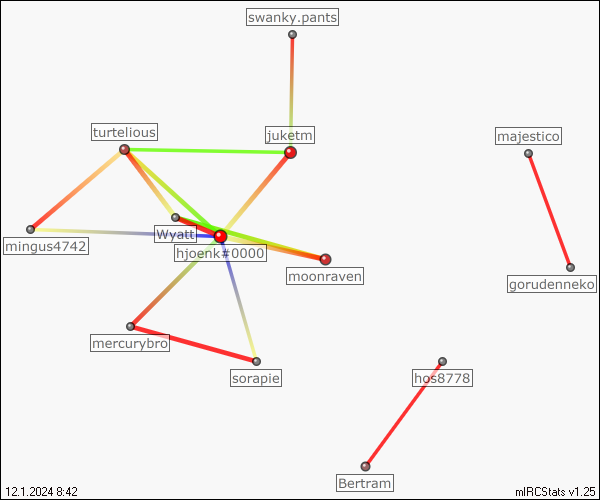 swanky.pants
turtelious
juketm
majestico
Wyatt
mingus4742
hjoenk#0000
moonraven
gorudenneko
mercurybro
sorapie
hos8778
Bertram
12.1.2024 8:42
mIRCStats v1.25